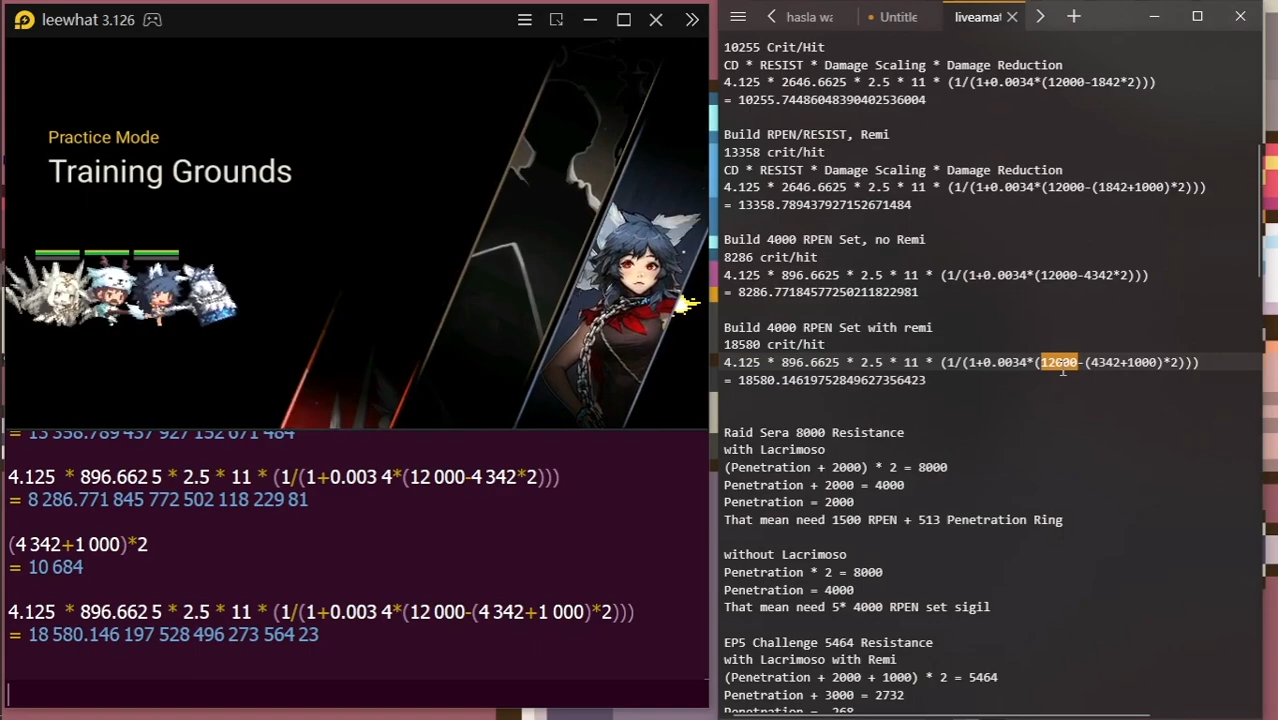 leewhat 3.126
Practice Mode
Training Grounds
= 13 358.789 437 927 152 671 484
4.125 * 896.662 5 * 2.5 * 11 * (1/(1+0.003 4*(12 000-4 342*2)))
= 8 286.771 845 772 502 118 229 81
(4 342+1 000)*2
= 10 684
4.125 * 896.662 5 * 2.5 * 11 * (1/(1+0.003 4*(12 000-(4 342+1 000)*2)))
= 18 580.146 197 528 496 273 564 23
hasla wa
Untitle
liveamat
10255 Crit/Hit
CD * RESIST * Damage Scaling * Damage Reduction
4.125 * 2646.6625 * 2.5 * 11 * (1/(1+0.0034*(12000-1842*2)))
= 10255.74486048390402536004
Build RPEN/RESIST, Remi
13358 crit/hit
CD * RESIST * Damage Scaling * Damage Reduction
4.125 * 2646.6625 * 2.5 * 11 * (1/(1+0.0034*(12000-(1842+1000)*2)))
= 13358.789437927152671484
Build 4000 RPEN Set, no Remi
8286 crit/hit
4.125 * 896.6625 * 2.5 * 11 * (1/(1+0.0034*(12000-4342*2)))
= 8286.77184577250211822981
Build 4000 RPEN Set with remi
18580 crit/hit
4.125 * 896.6625 * 2.5 * 11 * (1/(1+0.0034*(12000-(4342+1000)*2)))
= 18580.14619752849627356423
Raid Sera 8000 Resistance
with Lacrimoso
(Penetration + 2000) * 2 = 8000
Penetration + 2000 = 4000
Penetration = 2000
That mean need 1500 RPEN + 513 Penetration Ring
without Lacrimoso
Penetration * 2 = 8000
Penetration = 4000
That mean need 5* 4000 RPEN set sigil
EP5 Challenge 5464 Resistance
with Lacrimoso with Remi
(Penetration + 2000 + 1000) * 2 = 5464
Penetration + 3000 = 2732